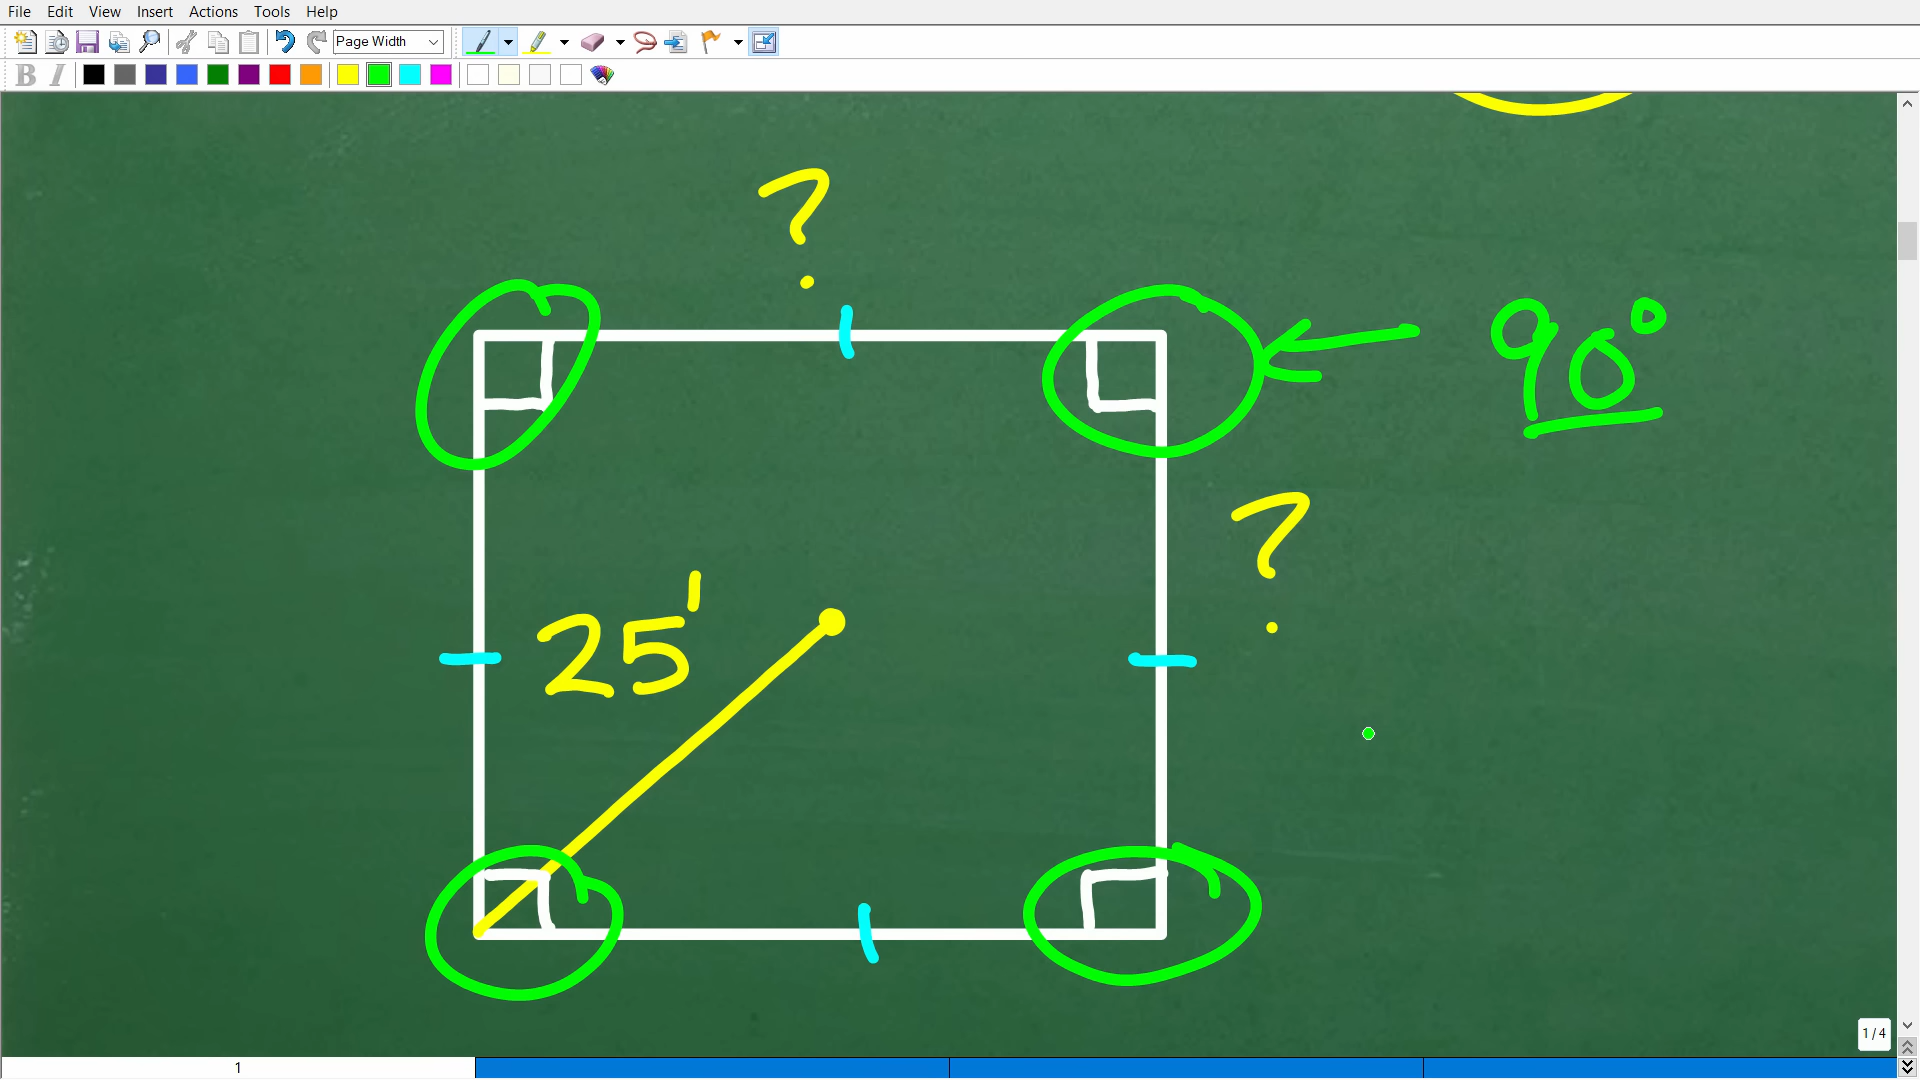 File Edit View Insert Actions Tools Help
Page Width
B I
?
90°
?
25'
1 / 4
1